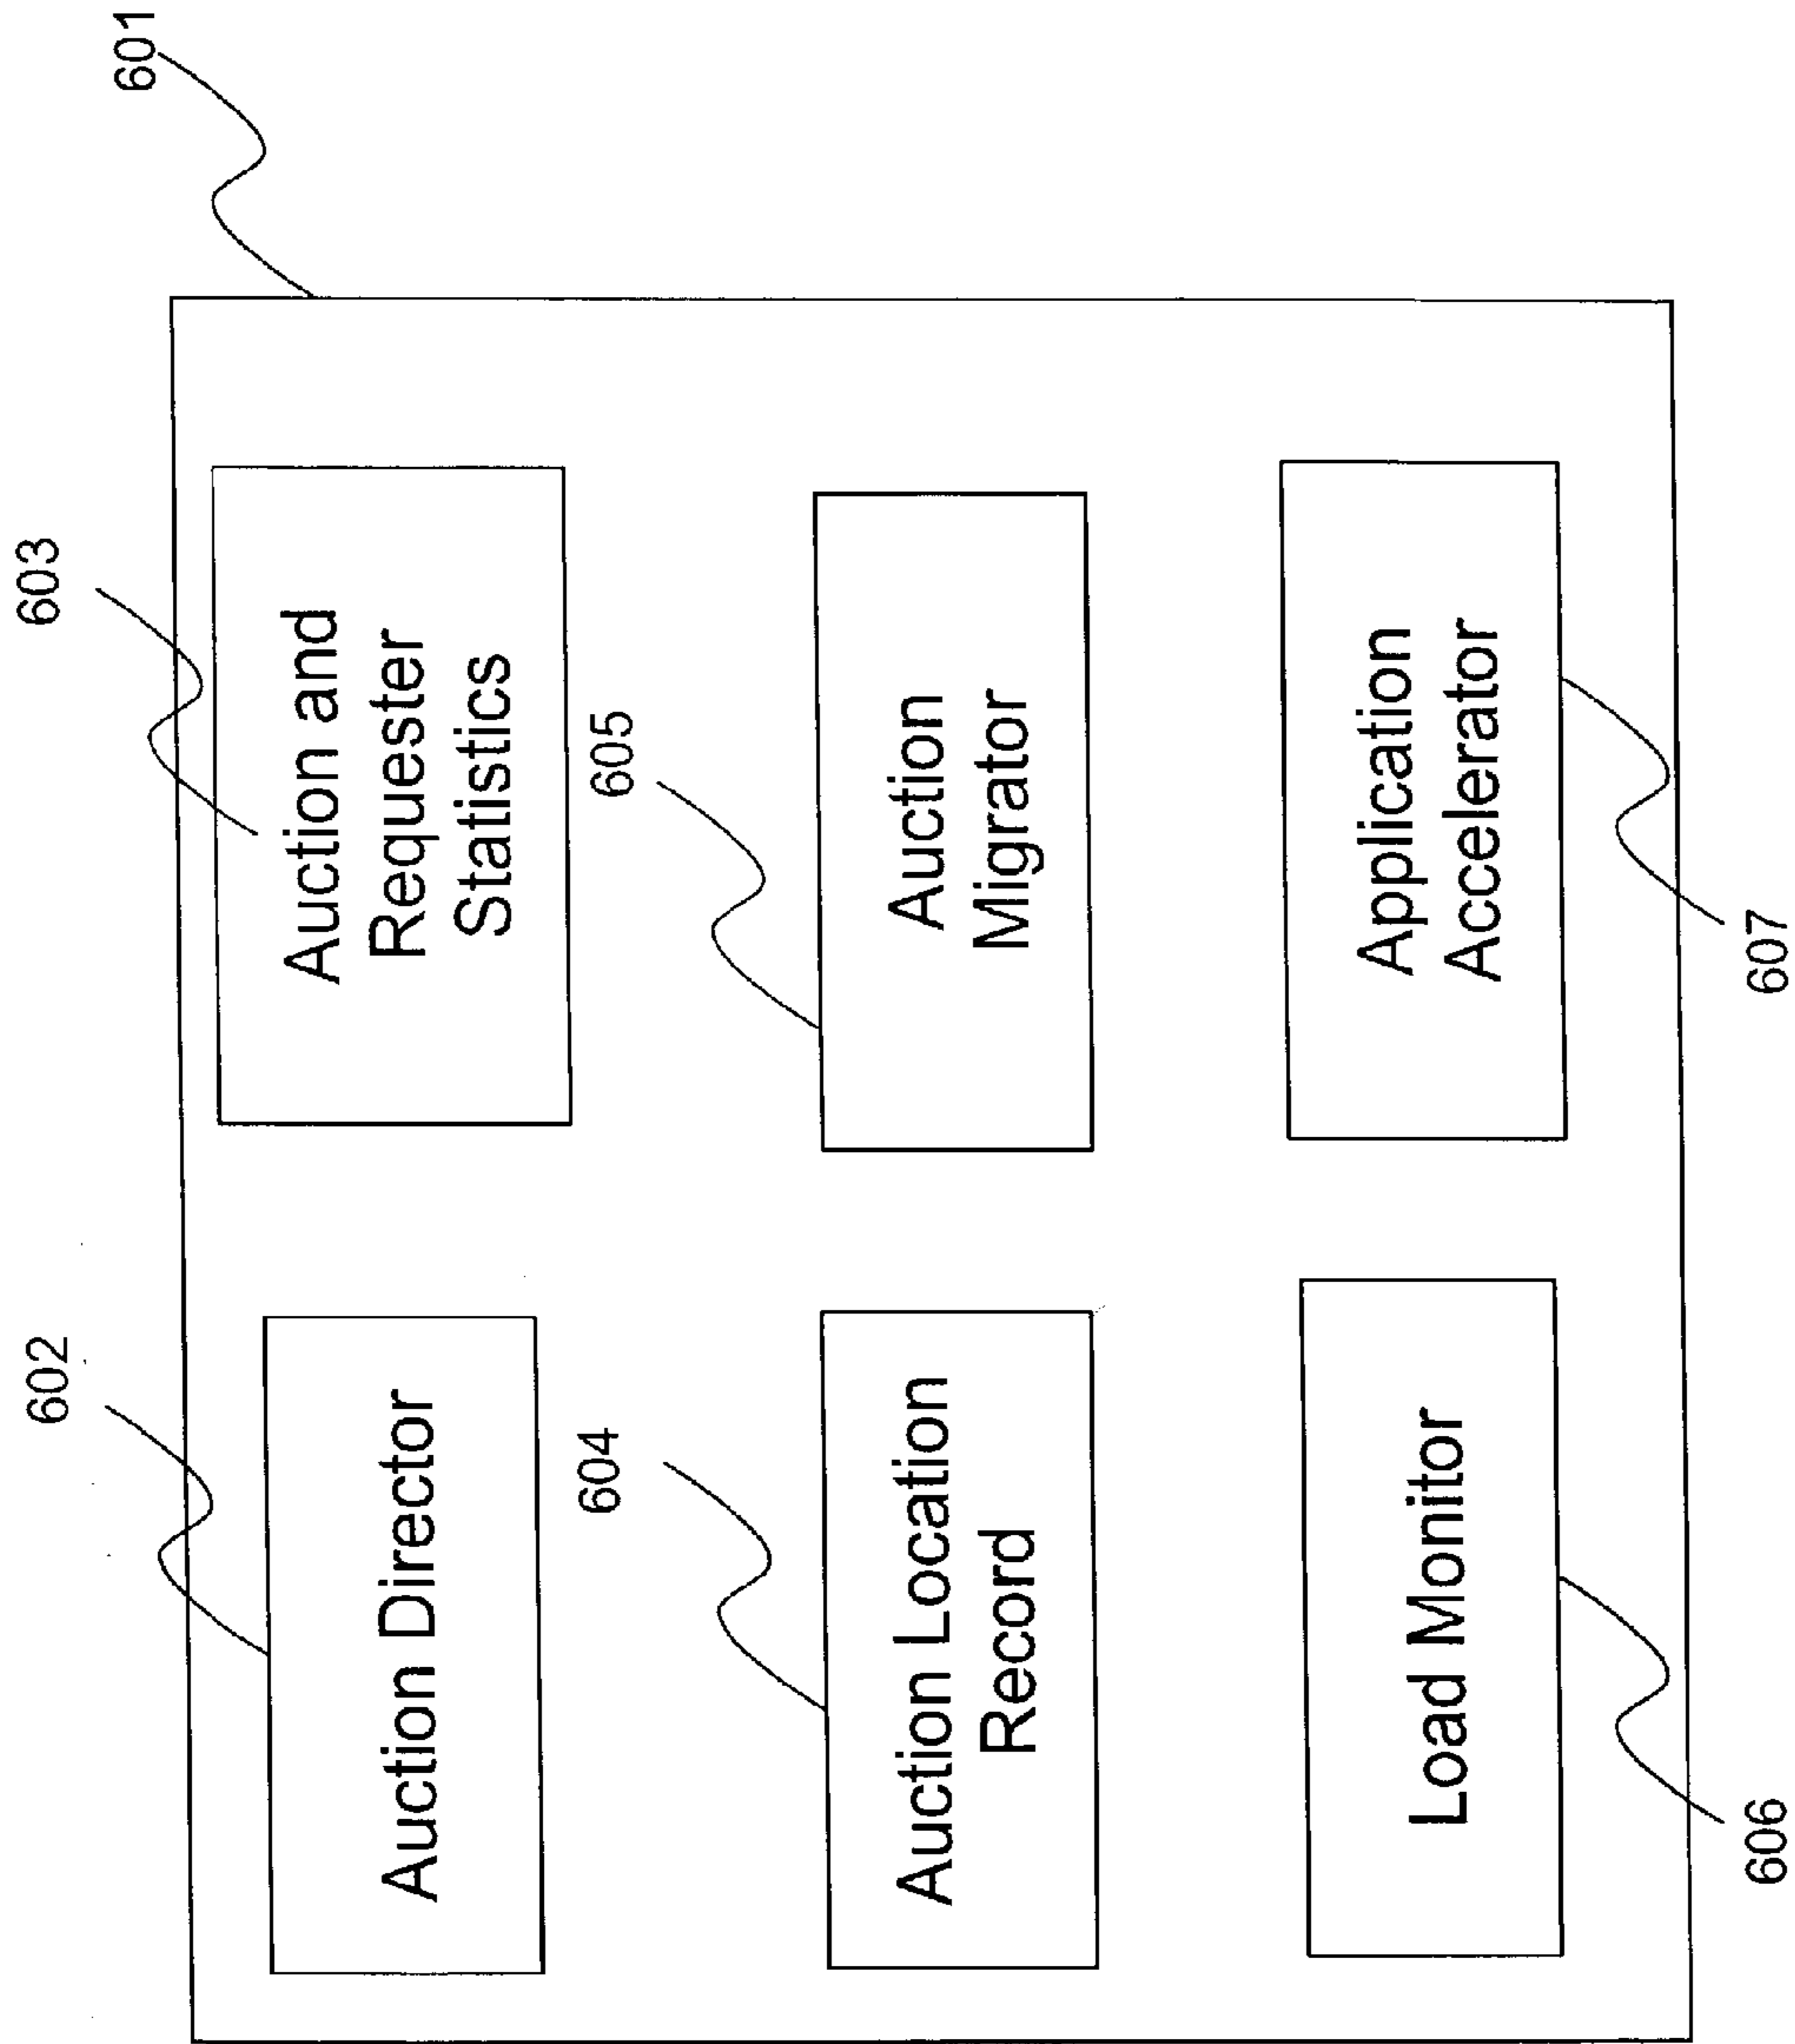 601
602
603
Auction Director
Auction and
Requester
Statistics
604
605
Auction Location
Record
Auction
Migrator
Load Monitor
Application
Accelerator
606
607